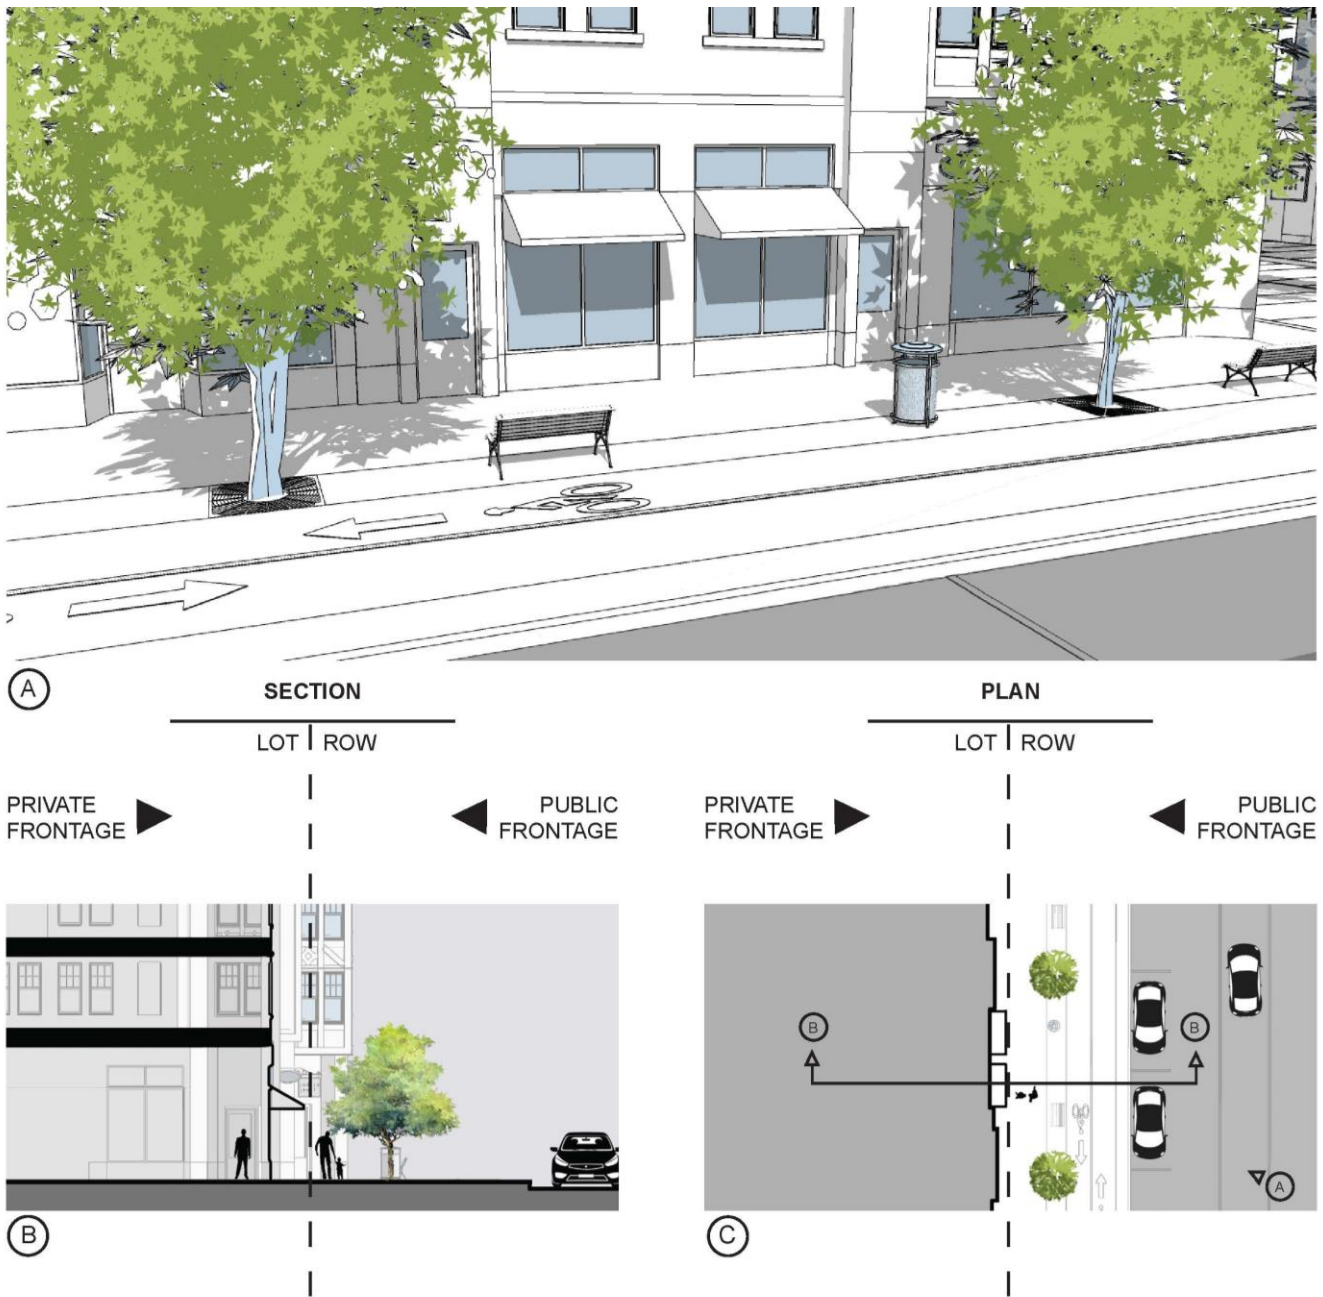 A
SECTION
LOT ROW
PRIVATE
FRONTAGE
PUBLIC
FRONTAGE
B
PLAN
LOT ROW
PRIVATE
FRONTAGE
PUBLIC
FRONTAGE
B
B
A
C